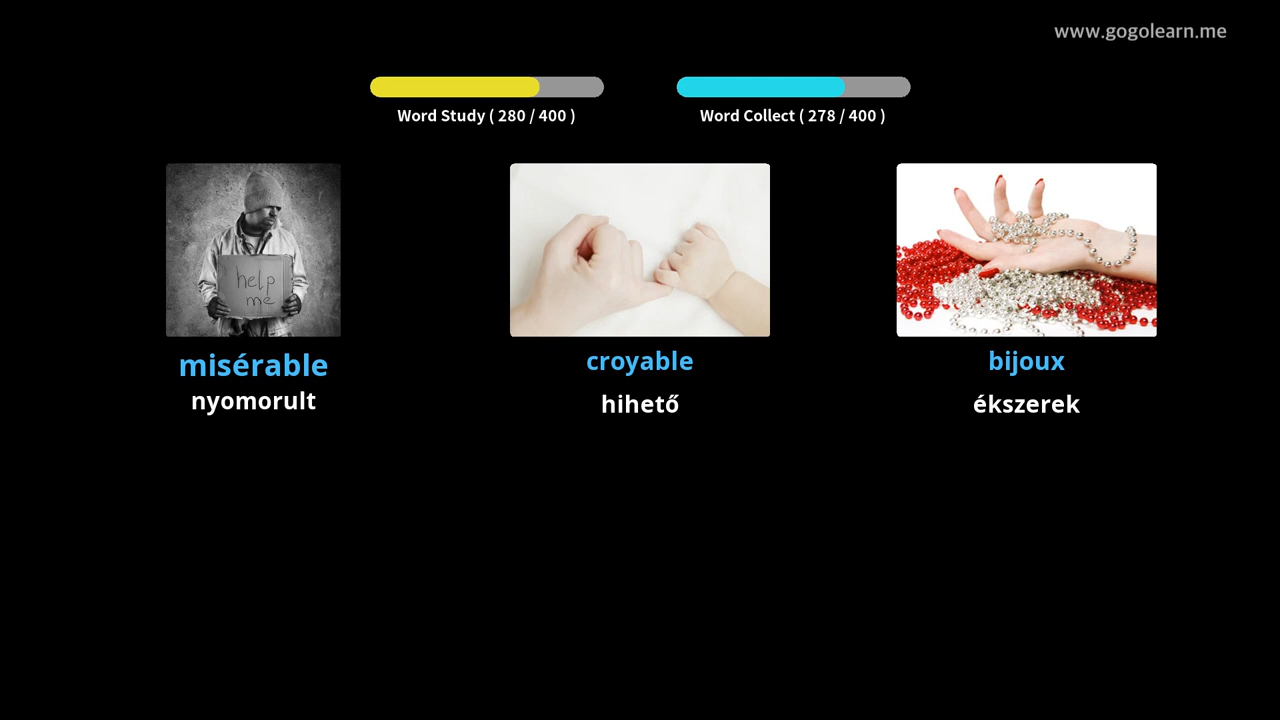 www.gogolearn.me
Word Study ( 280 / 400 )
Word Collect ( 278 / 400 )
help
me
misérable
nyomorult
croyable
hihető
bijoux
ékszerek